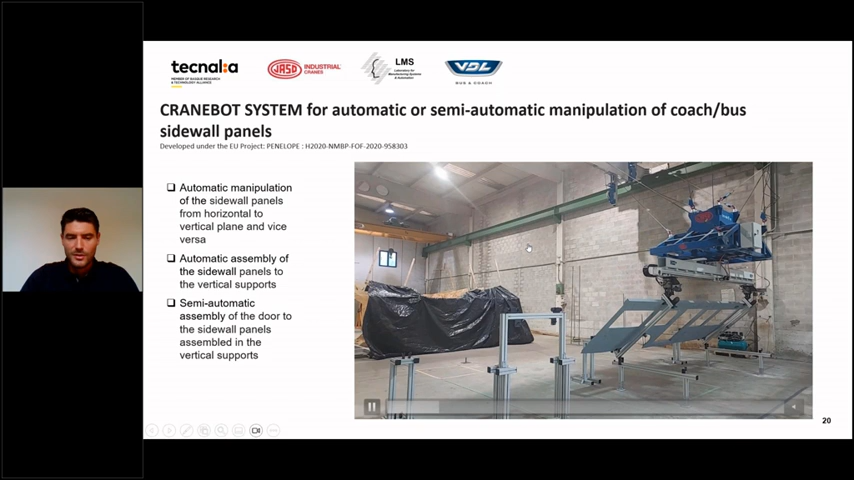 tecnal:a
MEMBER OF BASQUE RESEARCH
& TECHNOLOGY ALLIANCE
JASO INDUSTRIAL
CRANES
LMS
Laboratory for
Manufacturing Systems
& Automation
VDL
BUS & COACH
CRANEBOT SYSTEM for automatic or semi-automatic manipulation of coach/bus
sidewall panels
Developed under the EU Project: PENELOPE : H2020-NMBP-FOF-2020-958303
Automatic manipulation
of the sidewall panels
from horizontal to
vertical plane and vice
versa
Automatic assembly of
the sidewall panels to
the vertical supports
Semi-automatic
assembly of the door to
the sidewall panels
assembled in the
vertical supports
20